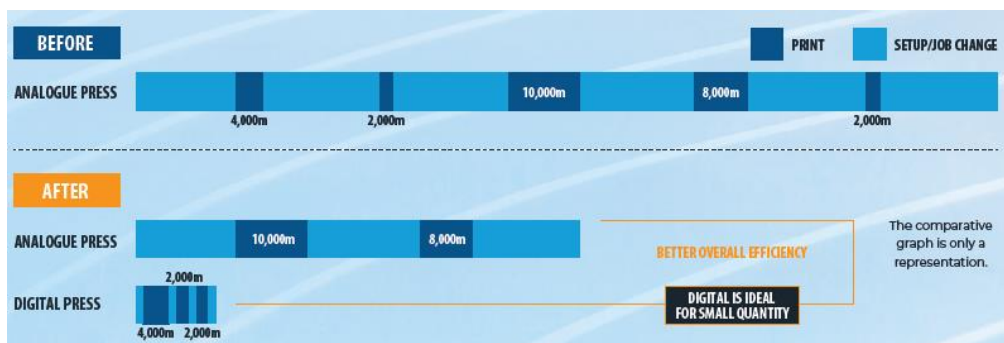 BEFORE
PRINT
SETUP/JOB CHANGE
ANALOGUE PRESS
10,000m
8,000m
4,000m
2,000m
2,000m
AFTER
ANALOGUE PRESS
10,000m
8,000m
The comparative
graph is only a
representation.
BETTER OVERALL EFFICIENCY
2,000m
DIGITAL PRESS
DIGITAL IS IDEAL
FOR SMALL QUANTITY
4,000m
2,000m